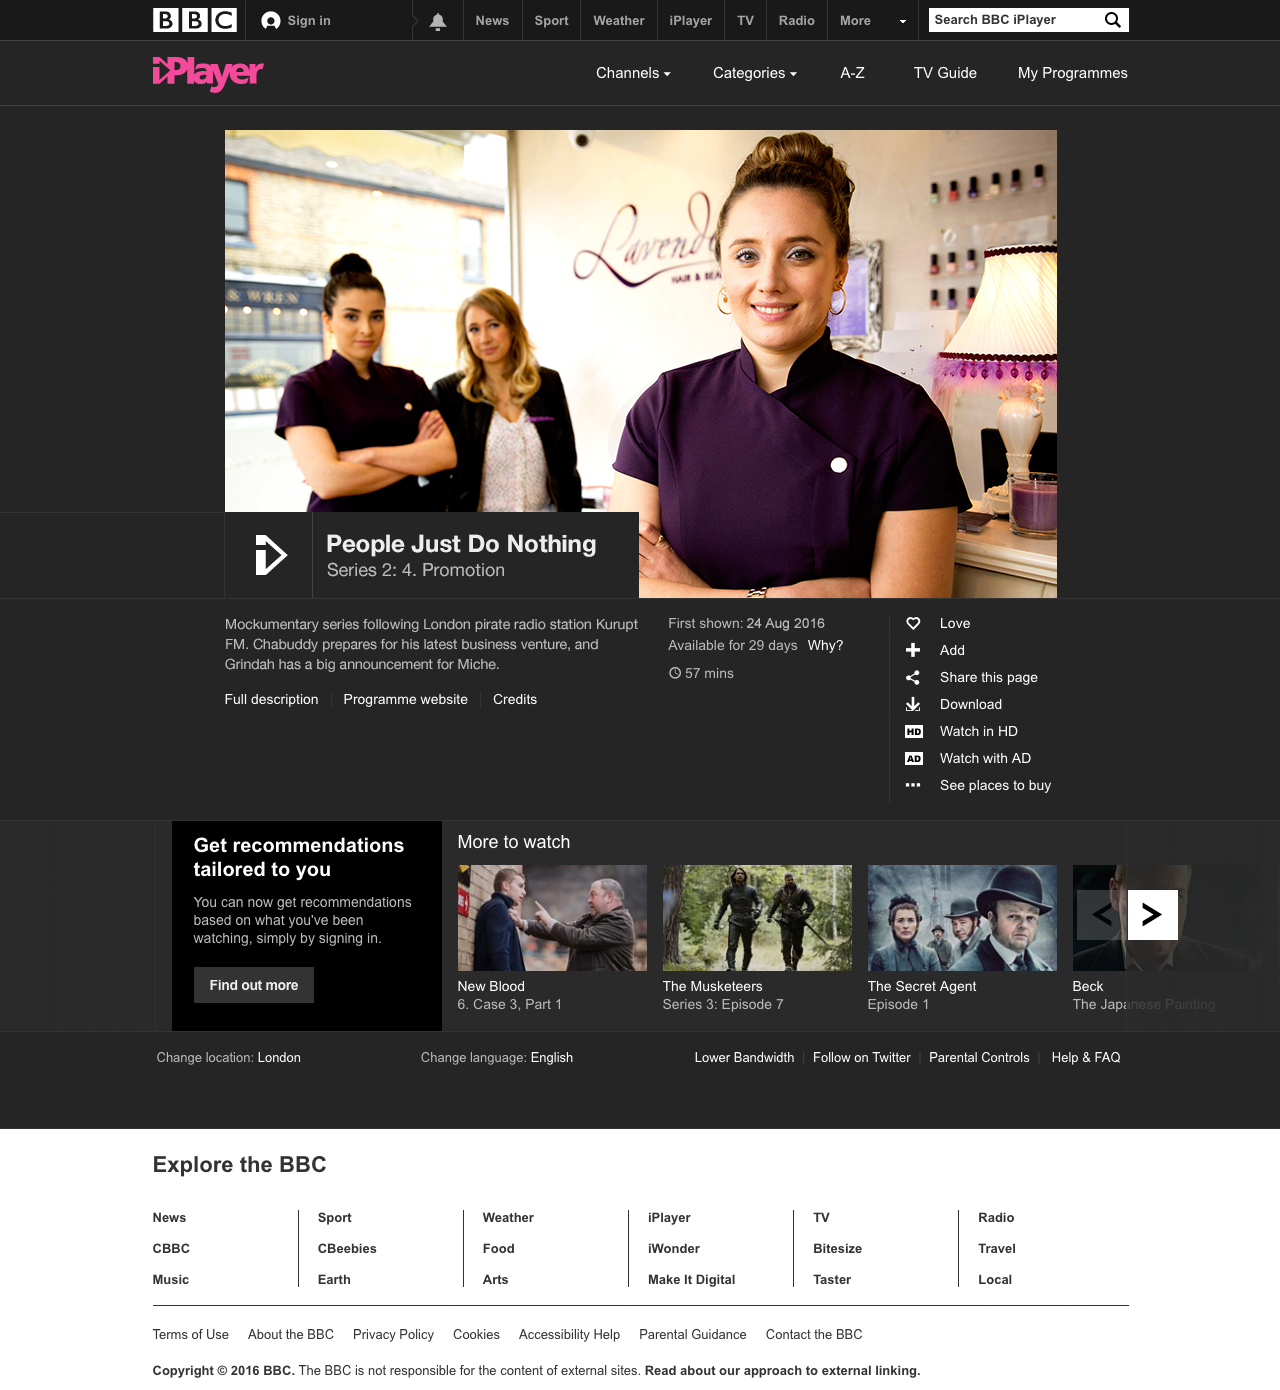 BBC
Sign in
News
Sport
Weather
iPlayer
TV
Radio
More
Search BBC iPlayer
iPlayer
Channels
Categories
A-Z
TV Guide
My Programmes
& WREN
Lavende
HAIR & BEA
People Just Do Nothing
Series 2: 4. Promotion
Mockumentary series following London pirate radio station Kurupt
FM. Chabuddy prepares for his latest business venture, and
Grindah has a big announcement for Miche.
Full description
Programme website
Credits
First shown: 24 Aug 2016
Available for 29 days Why?
57 mins
Love
Add
Share this page
Download
HD Watch in HD
AD Watch with AD
See places to buy
Get recommendations
tailored to you
You can now get recommendations
based on what you've been
watching, simply by signing in.
Find out more
More to watch
New Blood
6. Case 3, Part 1
The Musketeers
Series 3: Episode 7
The Secret Agent
Episode 1
Beck
The Japanese Painting
Change location: London
Change language: English
Lower Bandwidth
Follow on Twitter
Parental Controls
Help & FAQ
Explore the BBC
News
Sport
Weather
iPlayer
TV
Radio
CBBC
CBeebies
Food
iWonder
Bitesize
Travel
Music
Earth
Arts
Make It Digital
Taster
Local
Terms of Use
About the BBC
Privacy Policy
Cookies
Accessibility Help
Parental Guidance
Contact the BBC
Copyright © 2016 BBC. The BBC is not responsible for the content of external sites. Read about our approach to external linking.